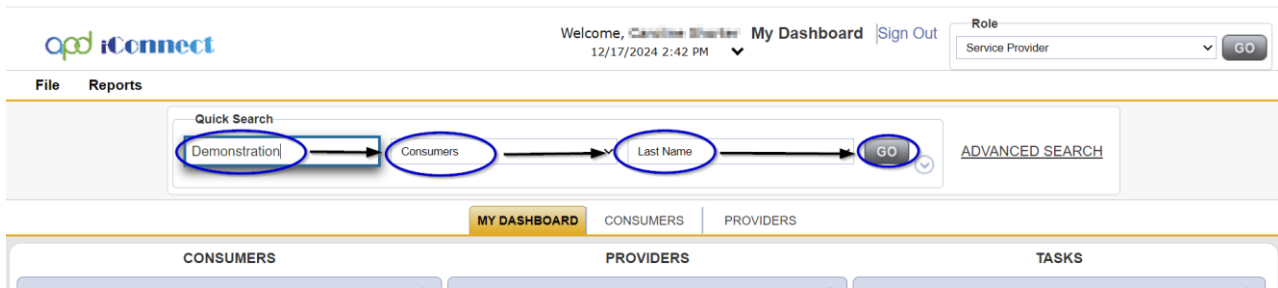 apd iConnect
Welcome, My Dashboard Sign Out
12/17/2024 2:42 PM
Role
Service Provider
GO
File Reports
Quick Search
Demonstration Consumers Last Name GO
ADVANCED SEARCH
MY DASHBOARD CONSUMERS PROVIDERS
CONSUMERS PROVIDERS TASKS